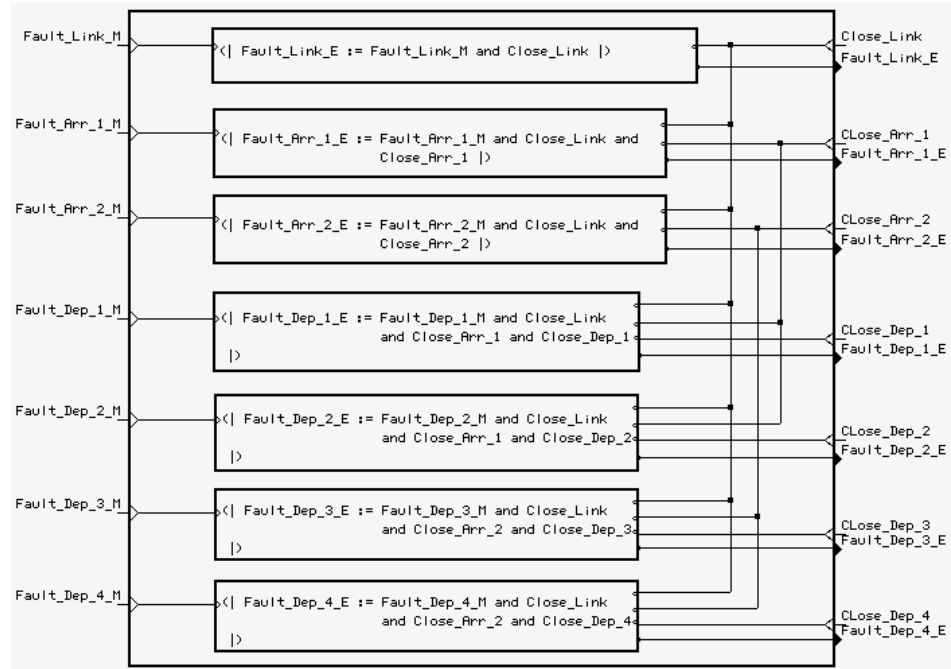 Fault_Link_M
(| Fault_Link_E := Fault_Link_M and Close_Link |)
Close_Link
Fault_Link_E
Fault_Arr_1_M
(| Fault_Arr_1_E := Fault_Arr_1_M and Close_Link and
Close_Arr_1 |)
CLose_Arr_1
Fault_Arr_1_E
Fault_Arr_2_M
(| Fault_Arr_2_E := Fault_Arr_2_M and Close_Link and
Close_Arr_2 |)
CLose_Arr_2
Fault_Arr_2_E
Fault_Dep_1_M
(| Fault_Dep_1_E := Fault_Dep_1_M and Close_Link
and Close_Arr_1 and Close_Dep_1
|)
CLose_Dep_1
Fault_Dep_1_E
Fault_Dep_2_M
(| Fault_Dep_2_E := Fault_Dep_2_M and Close_Link
and Close_Arr_1 and Close_Dep_2
|)
CLose_Dep_2
Fault_Dep_2_E
Fault_Dep_3_M
(| Fault_Dep_3_E := Fault_Dep_3_M and Close_Link
and Close_Arr_2 and Close_Dep_3
|)
CLose_Dep_3
Fault_Dep_3_E
Fault_Dep_4_M
(| Fault_Dep_4_E := Fault_Dep_4_M and Close_Link
and Close_Arr_2 and Close_Dep_4
|)
CLose_Dep_4
Fault_Dep_4_E